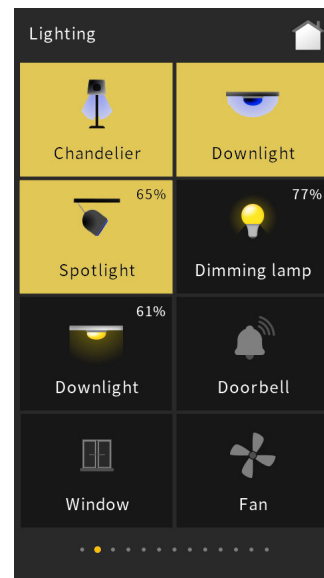 Lighting
Chandelier
Downlight
65%
Spotlight
77%
Dimming lamp
61%
Downlight
Doorbell
Window
Fan